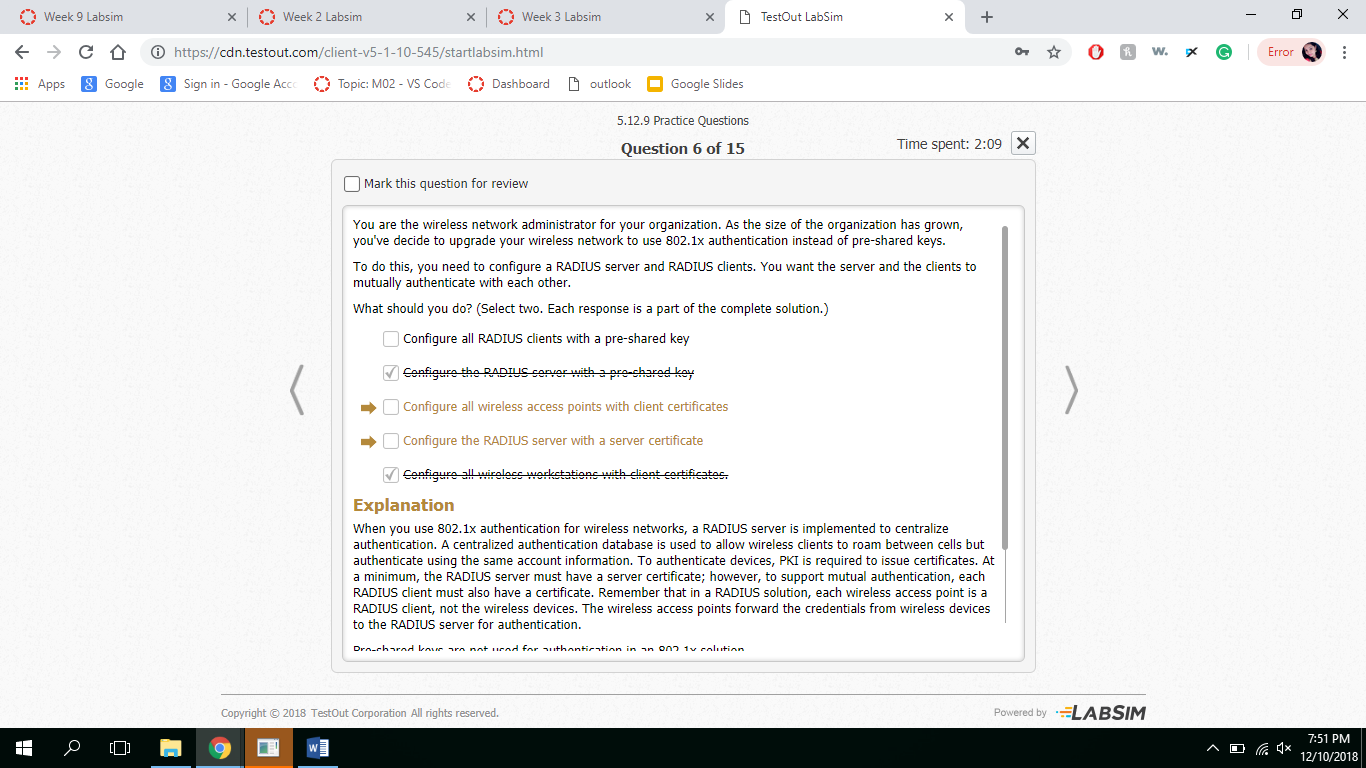 Week 9 Labsim
Week 2 Labsim
Week 3 Labsim
TestOut LabSim
https://cdn.testout.com/client-v5-1-10-545/startlabsim.html
Error
Apps
Google
Sign in - Google Acco
Topic: M02 - VS Code
Dashboard
outlook
Google Slides
5.12.9 Practice Questions
Question 6 of 15
Time spent: 2:09
Mark this question for review
You are the wireless network administrator for your organization. As the size of the organization has grown,
you've decide to upgrade your wireless network to use 802.1x authentication instead of pre-shared keys.
To do this, you need to configure a RADIUS server and RADIUS clients. You want the server and the clients to
mutually authenticate with each other.
What should you do? (Select two. Each response is a part of the complete solution.)
Configure all RADIUS clients with a pre-shared key
Configure the RADIUS server with a pre-shared key
Configure all wireless access points with client certificates
Configure the RADIUS server with a server certificate
Configure all wireless workstations with client certificates.
Explanation
When you use 802.1x authentication for wireless networks, a RADIUS server is implemented to centralize
authentication. A centralized authentication database is used to allow wireless clients to roam between cells but
authenticate using the same account information. To authenticate devices, PKI is required to issue certificates. At
a minimum, the RADIUS server must have a server certificate; however, to support mutual authentication, each
RADIUS client must also have a certificate. Remember that in a RADIUS solution, each wireless access point is a
RADIUS client, not the wireless devices. The wireless access points forward the credentials from wireless devices
to the RADIUS server for authentication.
Pre-shared keys are not used for authentication in an 802.1x solution.
Copyright © 2018 TestOut Corporation All rights reserved.
Powered by LABSIM
7:51 PM
12/10/2018